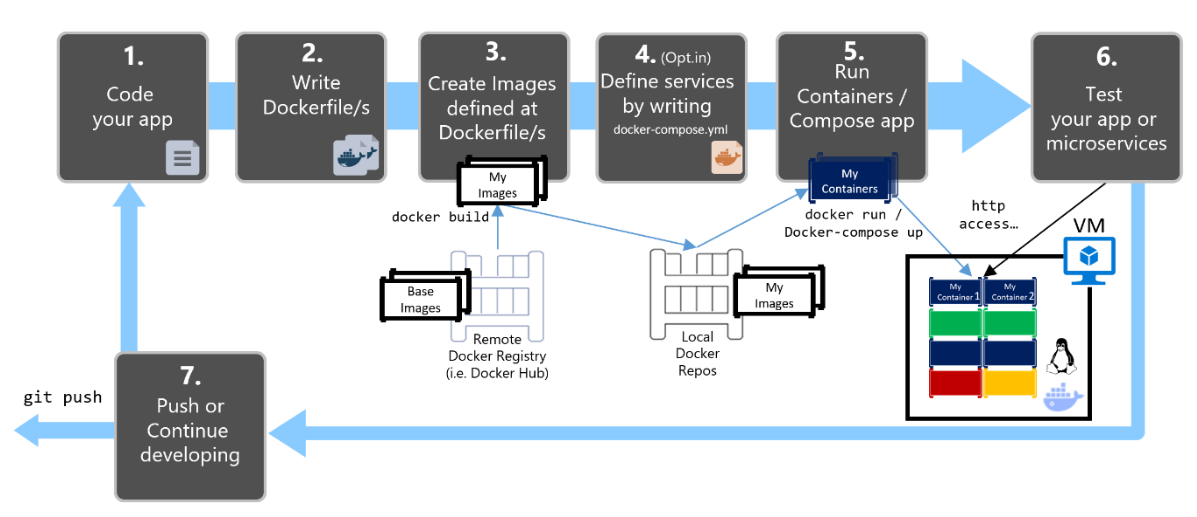 1.
Code
your app
2.
Write
Dockerfile/s
3.
Create Images
defined at
Dockerfile/s
My
Images
4. (Opt.in)
Define services
by writing
docker-compose.yml
5.
Run
Containers /
Compose app
My
Containers
6.
Test
your app or
microservices
docker build
docker run /
Docker-compose up
http
access…
VM
Base
Images
Remote
Docker Registry
(i.e. Docker Hub)
My
Images
Local
Docker
Repos
My
Container 1
My
Container 2
7.
Push or
Continue
developing
git push